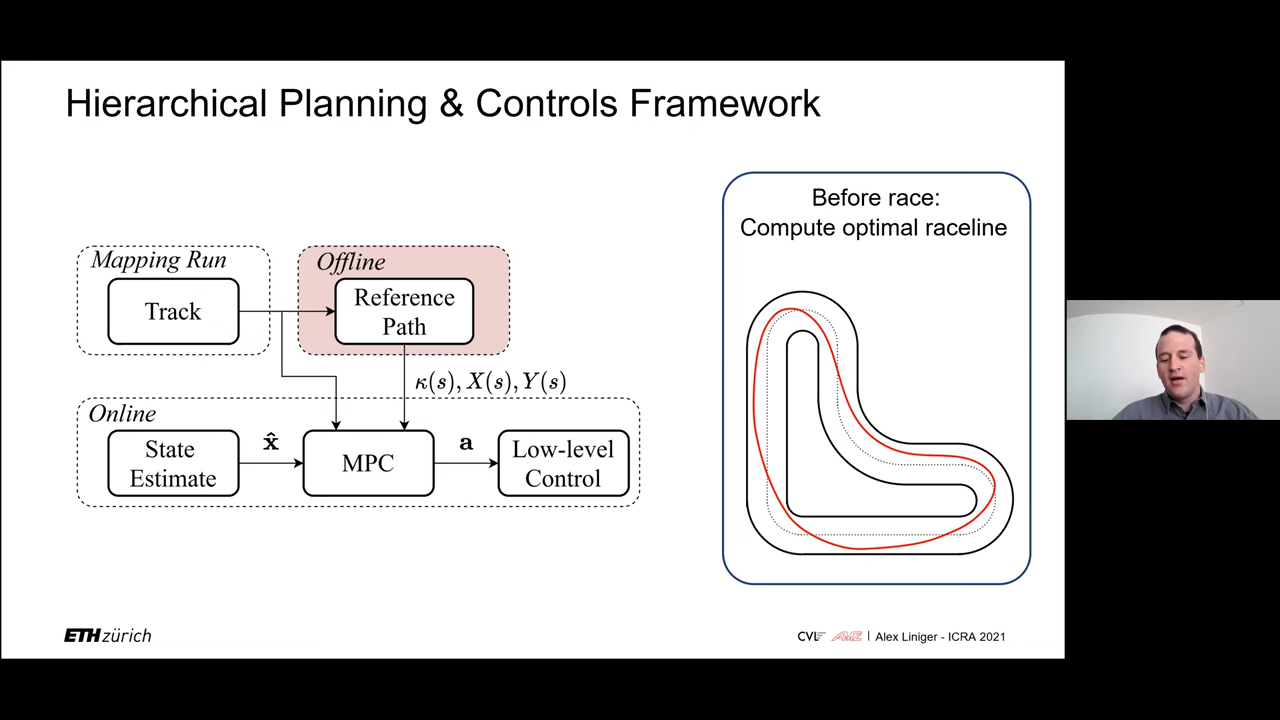 Hierarchical Planning & Controls Framework
Mapping Run
Track
Offline
Reference
Path
κ(s), X(s), Y(s)
Online
State
Estimate
x̂
MPC
a
Low-level
Control
Before race:
Compute optimal raceline
ETH zürich
CVL AMZ | Alex Liniger - ICRA 2021